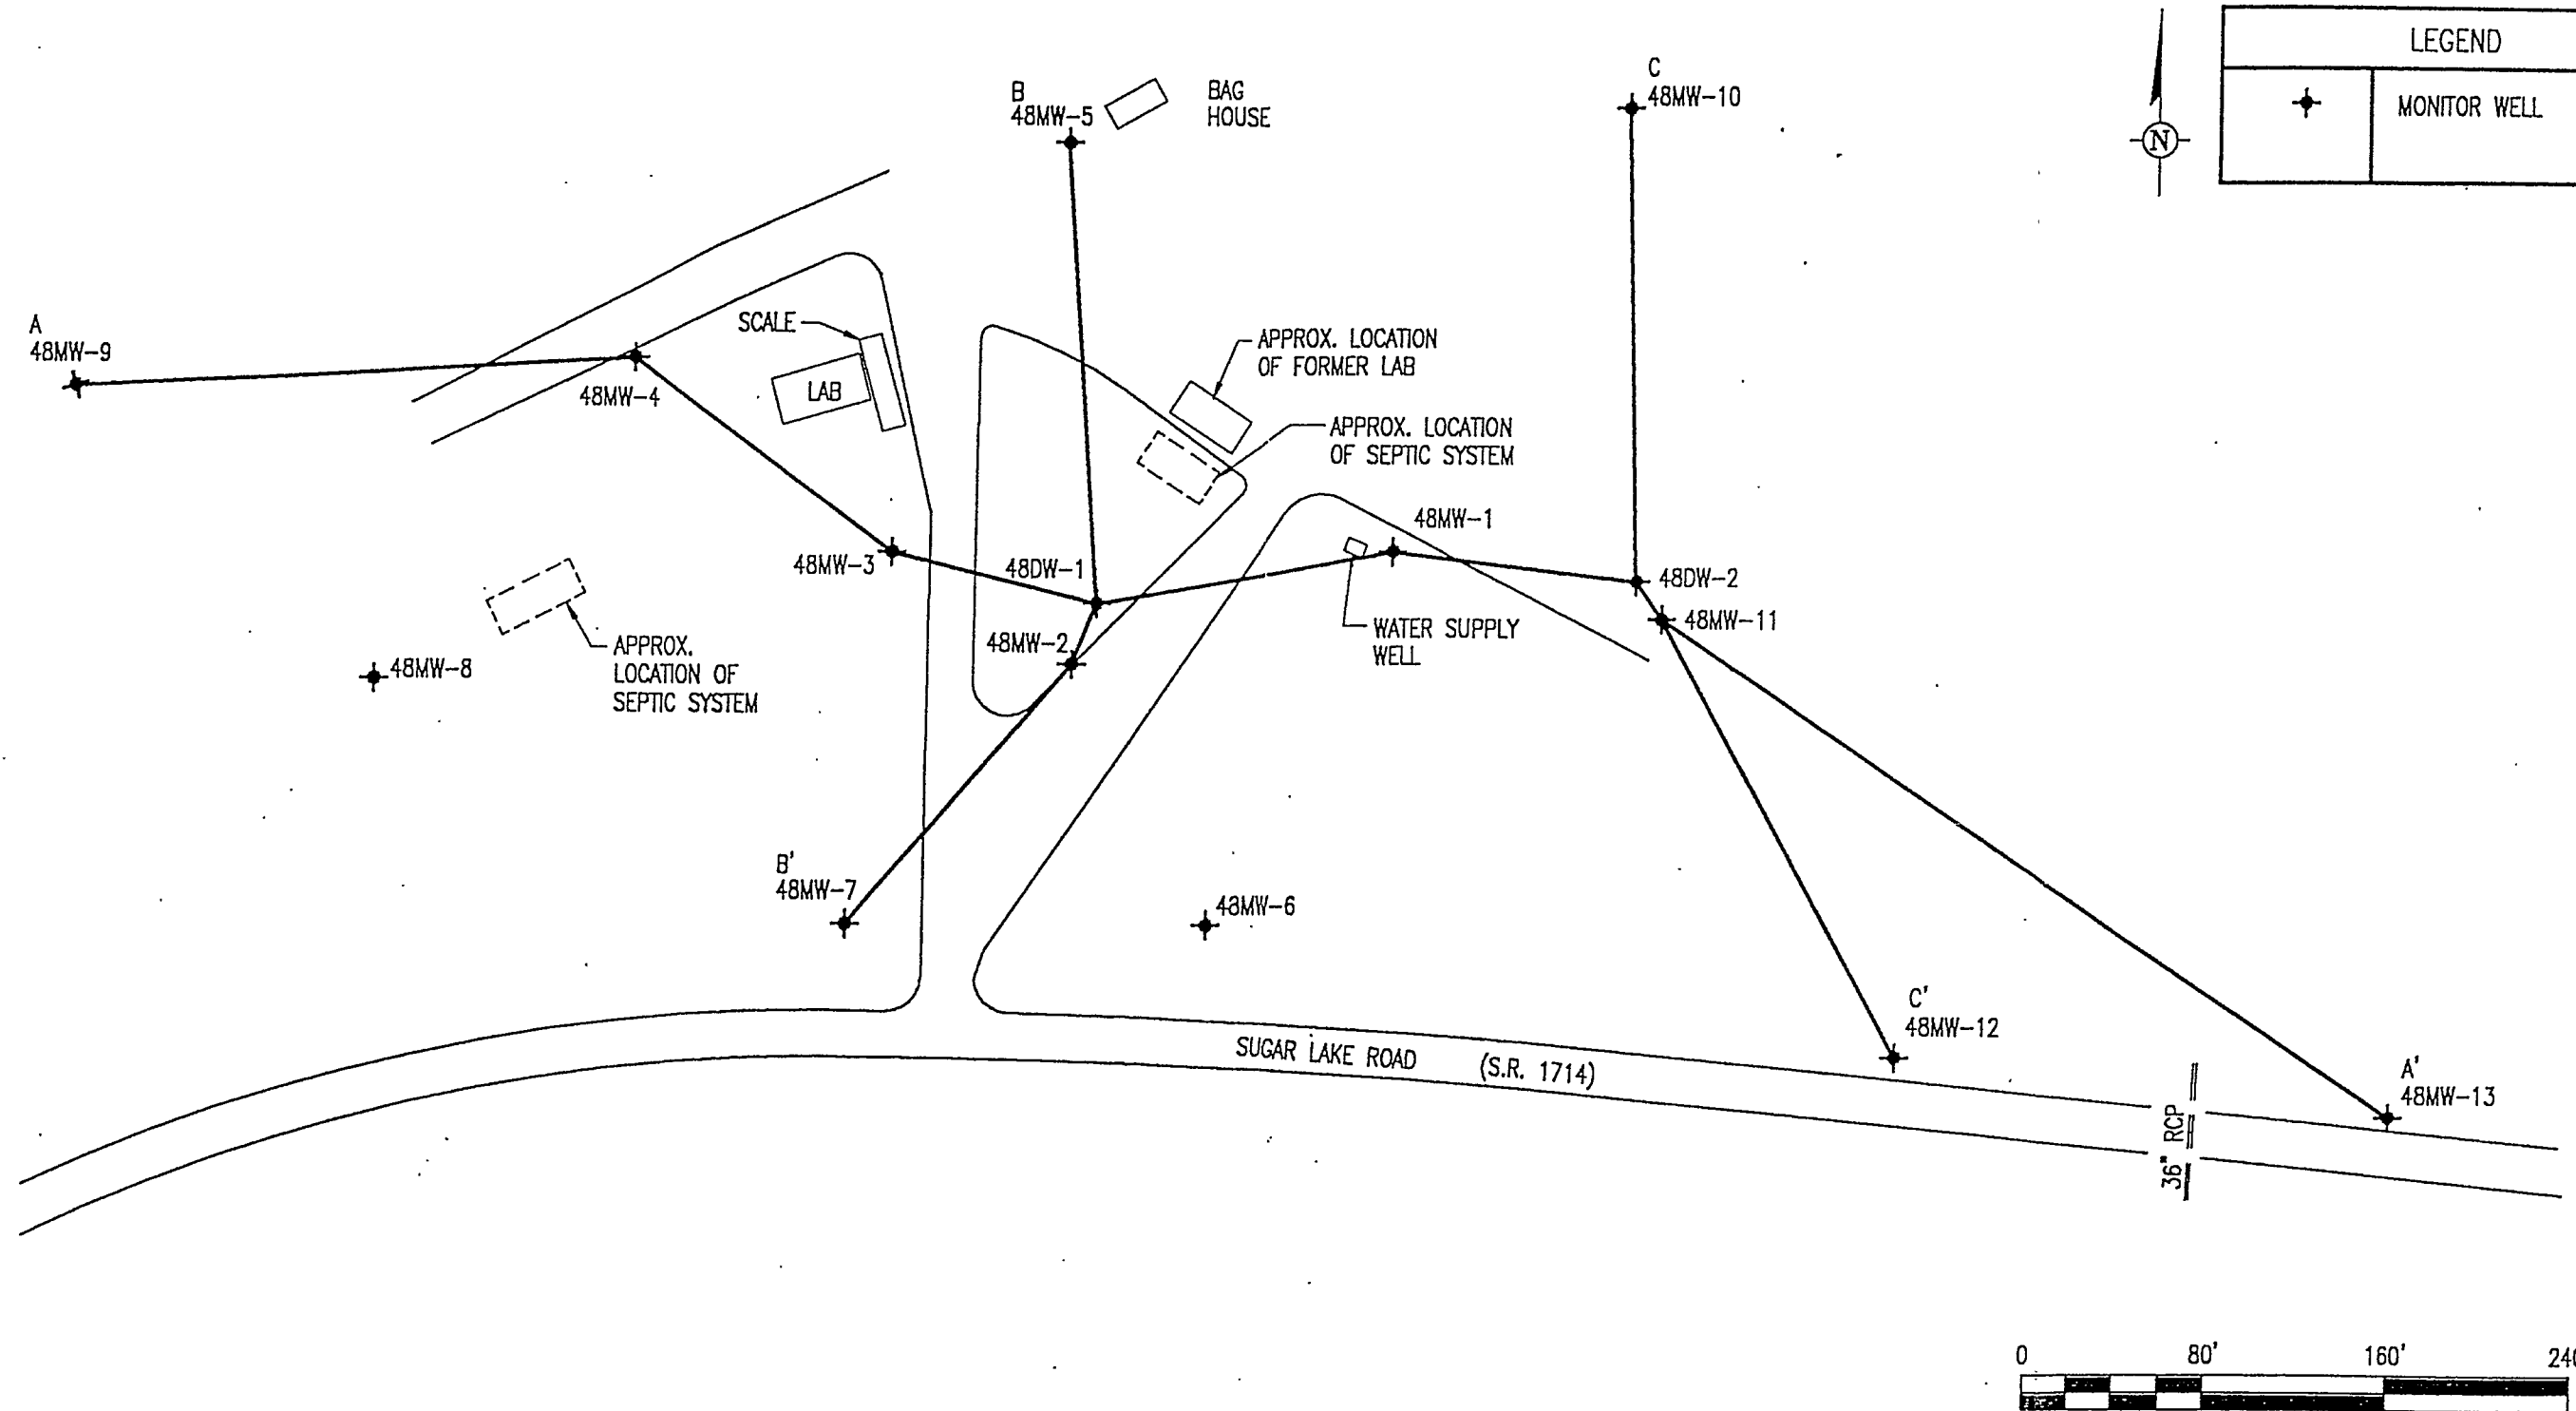 LEGEND
MONITOR WELL
N
C
48MW-10
B
48MW-5
BAG
HOUSE
A
48MW-9
SCALE
LAB
48MW-4
APPROX. LOCATION
OF FORMER LAB
APPROX. LOCATION
OF SEPTIC SYSTEM
48MW-1
48MW-3
48DW-1
48DW-2
48MW-11
48MW-2
WATER SUPPLY
WELL
48MW-8
APPROX.
LOCATION OF
SEPTIC SYSTEM
B'
48MW-7
48MW-6
C'
48MW-12
SUGAR LAKE ROAD (S.R. 1714)
36" RCP
A'
48MW-13
0 80' 160' 240